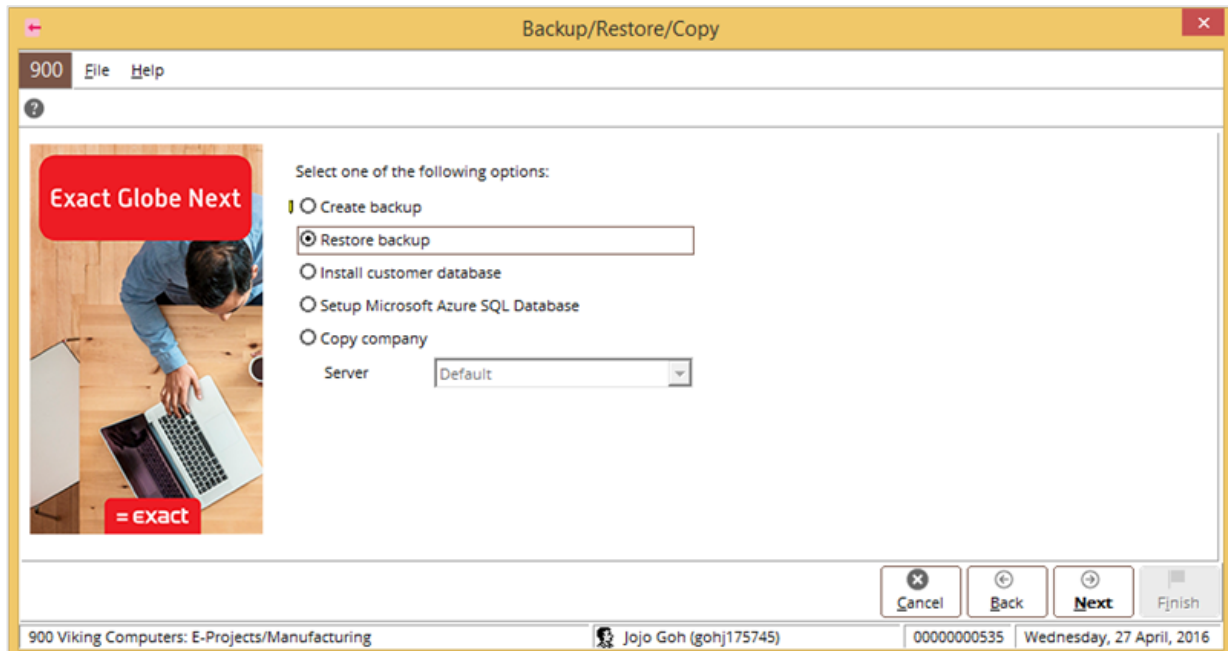 Backup/Restore/Copy
900 File Help
Exact Globe Next
Select one of the following options:
Create backup
Restore backup
Install customer database
Setup Microsoft Azure SQL Database
Copy company
Server Default
= exact
Cancel Back Next Finish
900 Viking Computers: E-Projects/Manufacturing Jojo Goh (gohj175745) 00000000535 Wednesday, 27 April, 2016